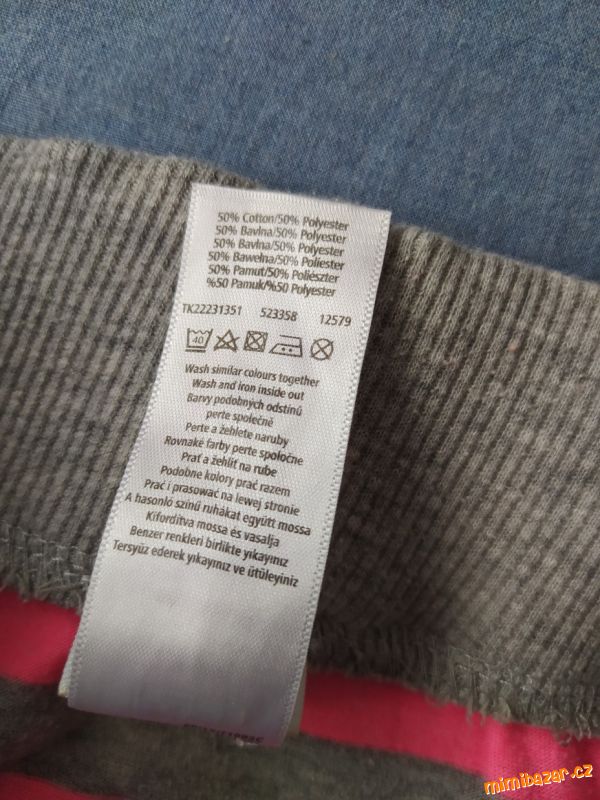 50% Cotton/50% Polyester
50% Bavlna/50% Polyester
50% Bavlna/50% Polyester
50% Bawełna/50% Poliester
50% Pamut/50% Poliészter
%50 Pamuk/%50 Polyester
TK22231351 523358 12579
40
Wash similar colours together
Wash and iron inside out
Barvy podobných odstínů
perte společně
Perte a žehlete naruby
Rovnaké farby perte spoločne
Prať a žehliť na rube
Podobne kolory prać razem
Prać i prasować na lewej stronie
A hasonló színű ruhákat együtt mossa
Kifordítva mossa és vasalja
Benzer renkleri birlikte yıkayınız
Tersyüz ederek yıkayınız ve ütüleyiniz
mimibazar.cz